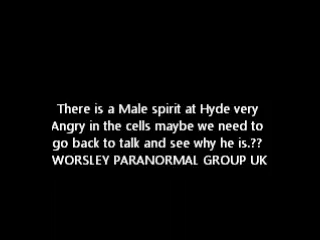 There is a Male spirit at Hyde very
Angry in the cells maybe we need to
go back to talk and see why he is.??
WORSLEY PARANORMAL GROUP UK